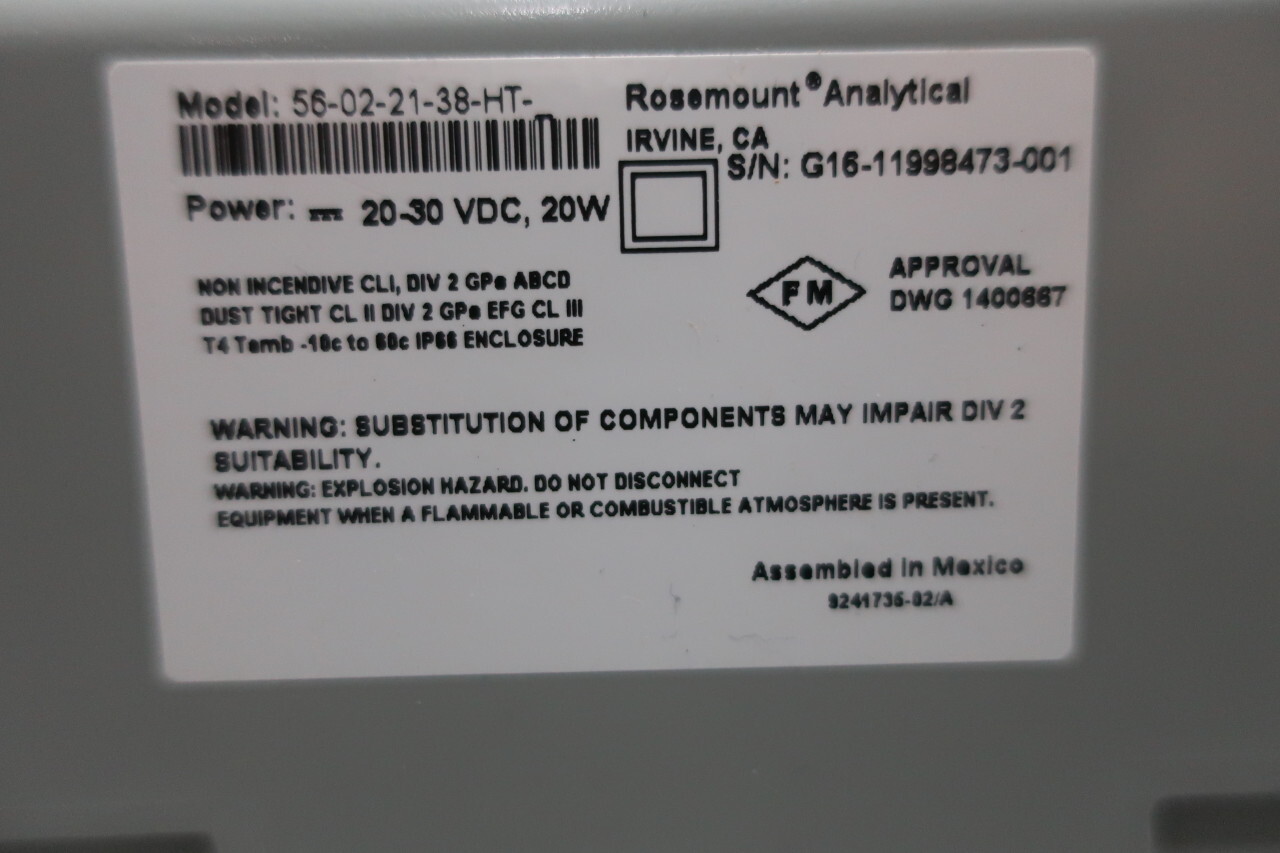 Model: 56-02-21-38-HT-_
Rosemount® Analytical
IRVINE, CA
S/N: G16-11998473-001
Power: ⎓ 20-30 VDC, 20W
NON INCENDIVE CLI, DIV 2 GPs ABCD
DUST TIGHT CL II DIV 2 GPs EFG CL III
T4 Tamb -10c to 60c IP66 ENCLOSURE
FM
APPROVAL
DWG 1400667
WARNING: SUBSTITUTION OF COMPONENTS MAY IMPAIR DIV 2
SUITABILITY.
WARNING: EXPLOSION HAZARD. DO NOT DISCONNECT
EQUIPMENT WHEN A FLAMMABLE OR COMBUSTIBLE ATMOSPHERE IS PRESENT.
Assembled in Mexico
9241736-02/A